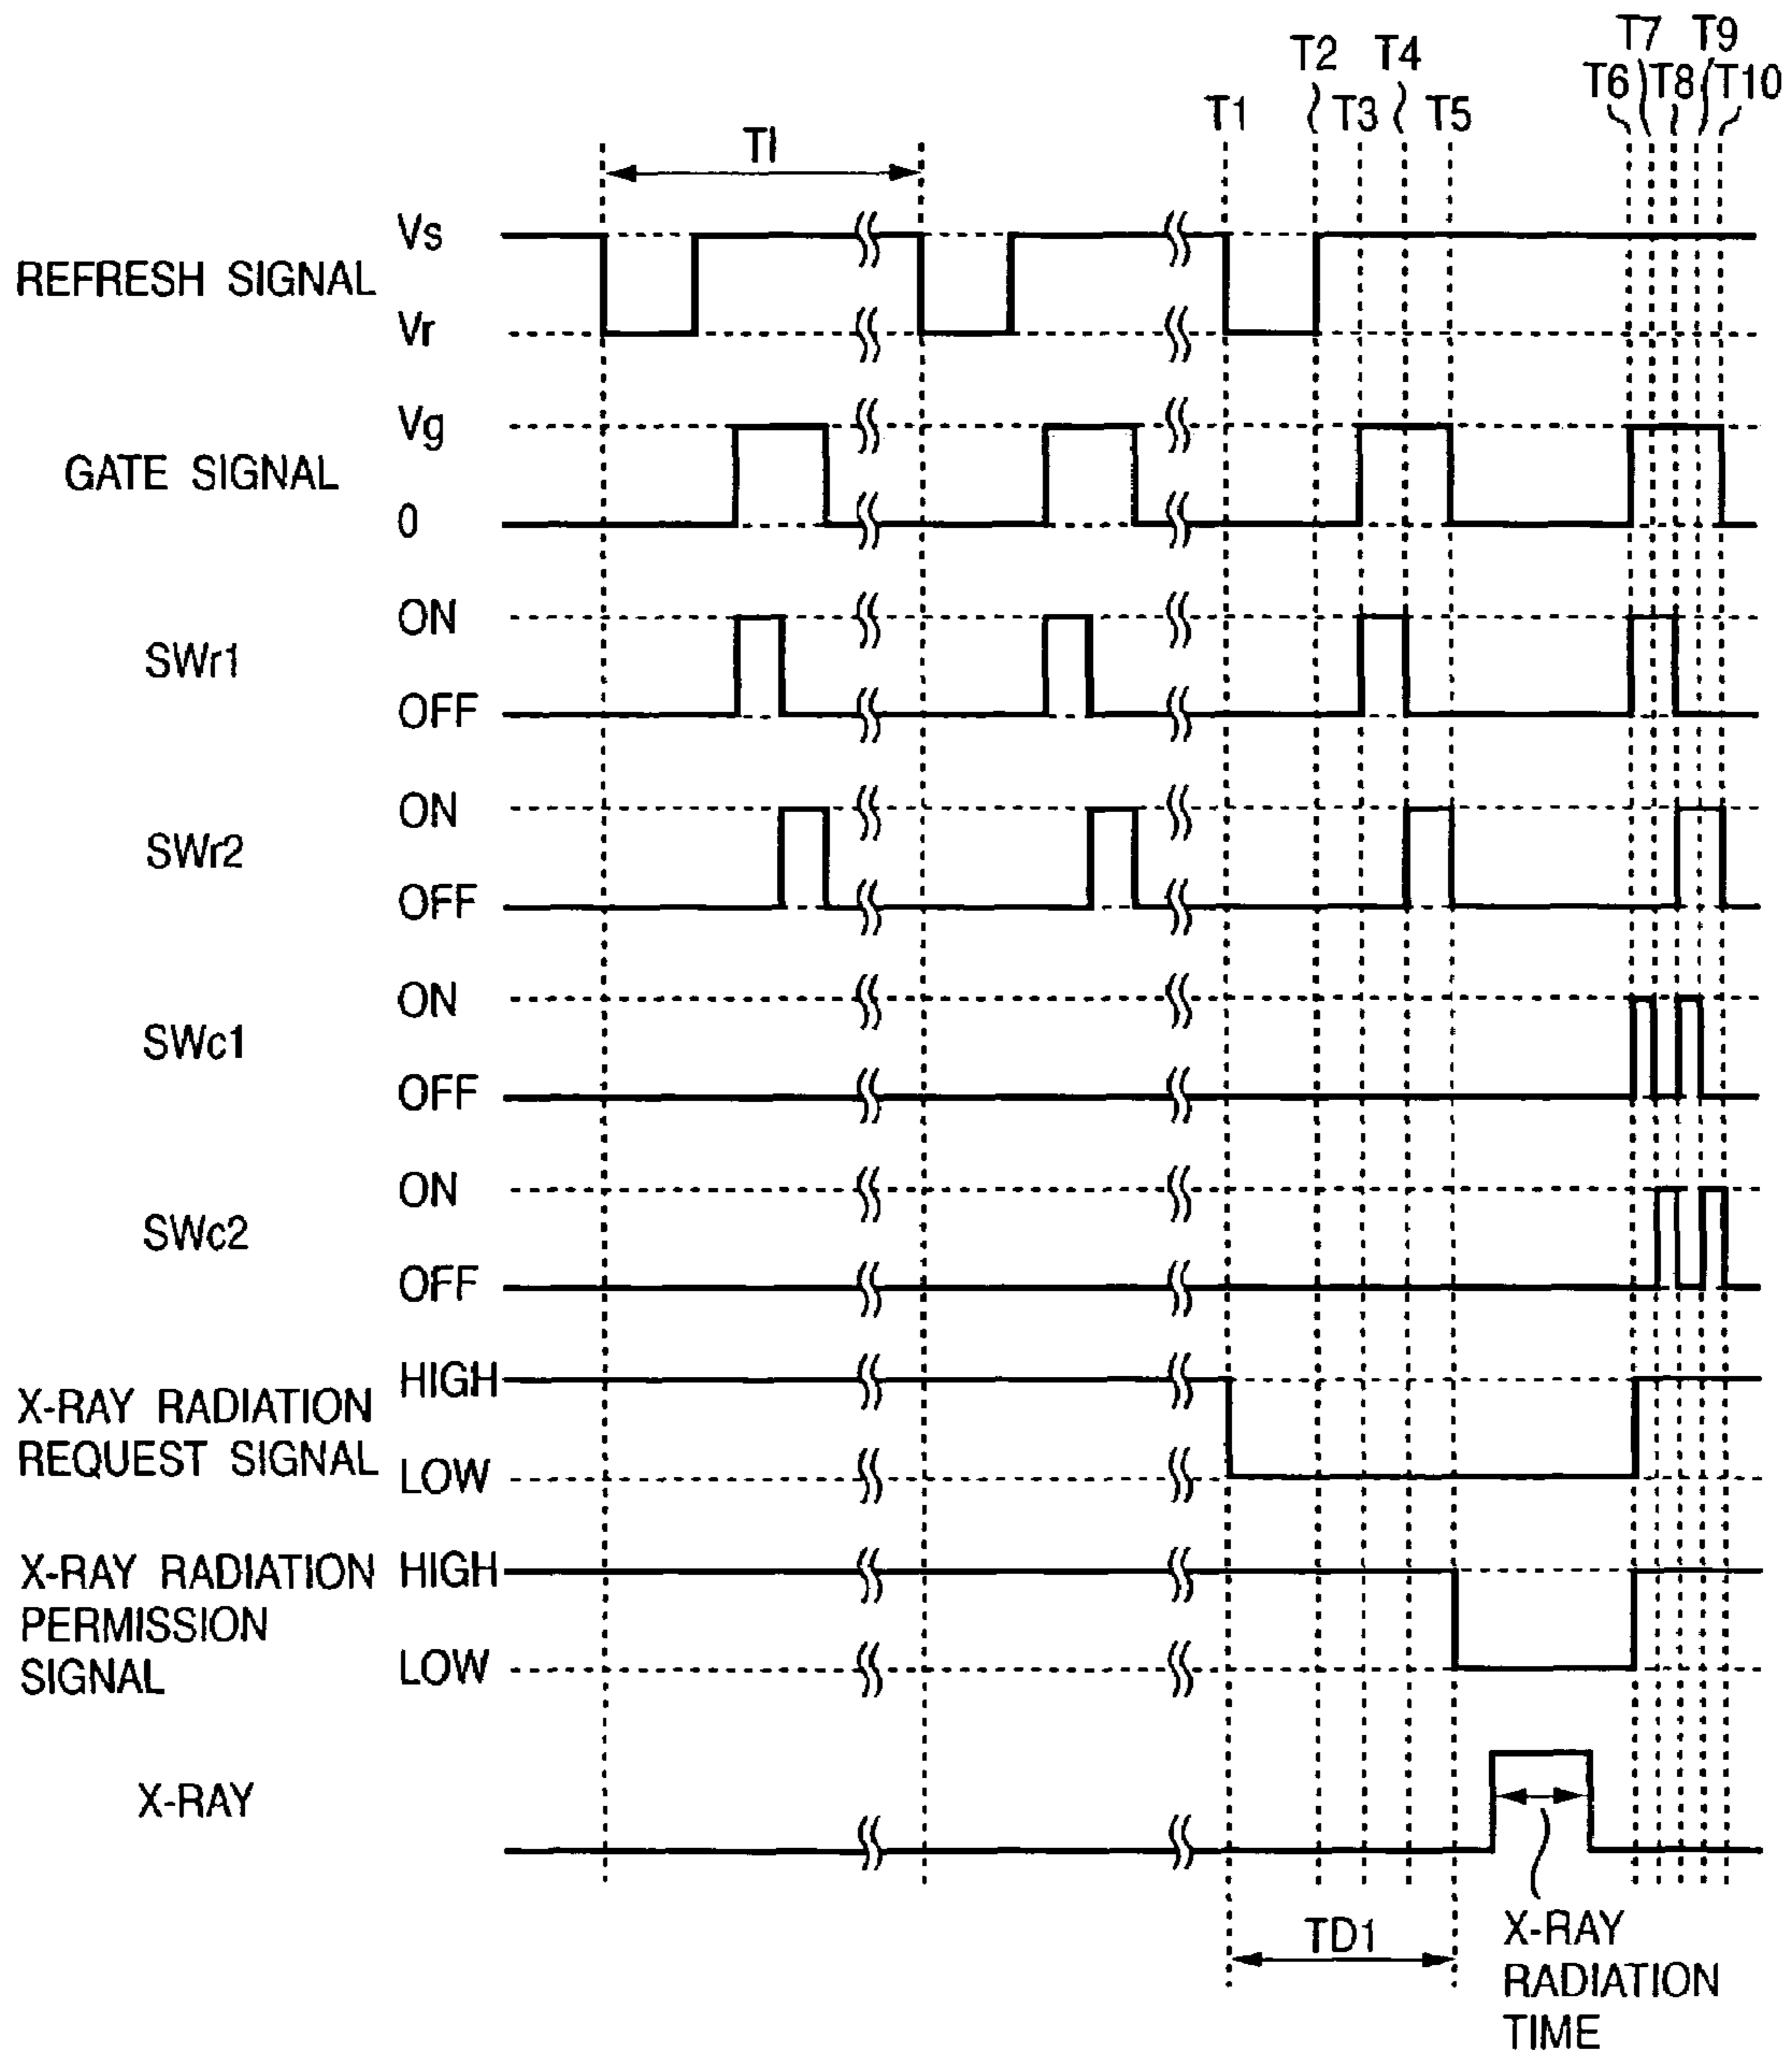 T7 T9
T2 T4 T6 T8 T10
T1 T3 T5
TI
Vs
REFRESH SIGNAL
Vr
Vg
GATE SIGNAL
0
ON
SWr1
OFF
ON
SWr2
OFF
ON
SWc1
OFF
ON
SWc2
OFF
HIGH
X-RAY RADIATION
REQUEST SIGNAL
LOW
X-RAY RADIATION HIGH
PERMISSION
SIGNAL
LOW
X-RAY
TD1
X-RAY
RADIATION
TIME